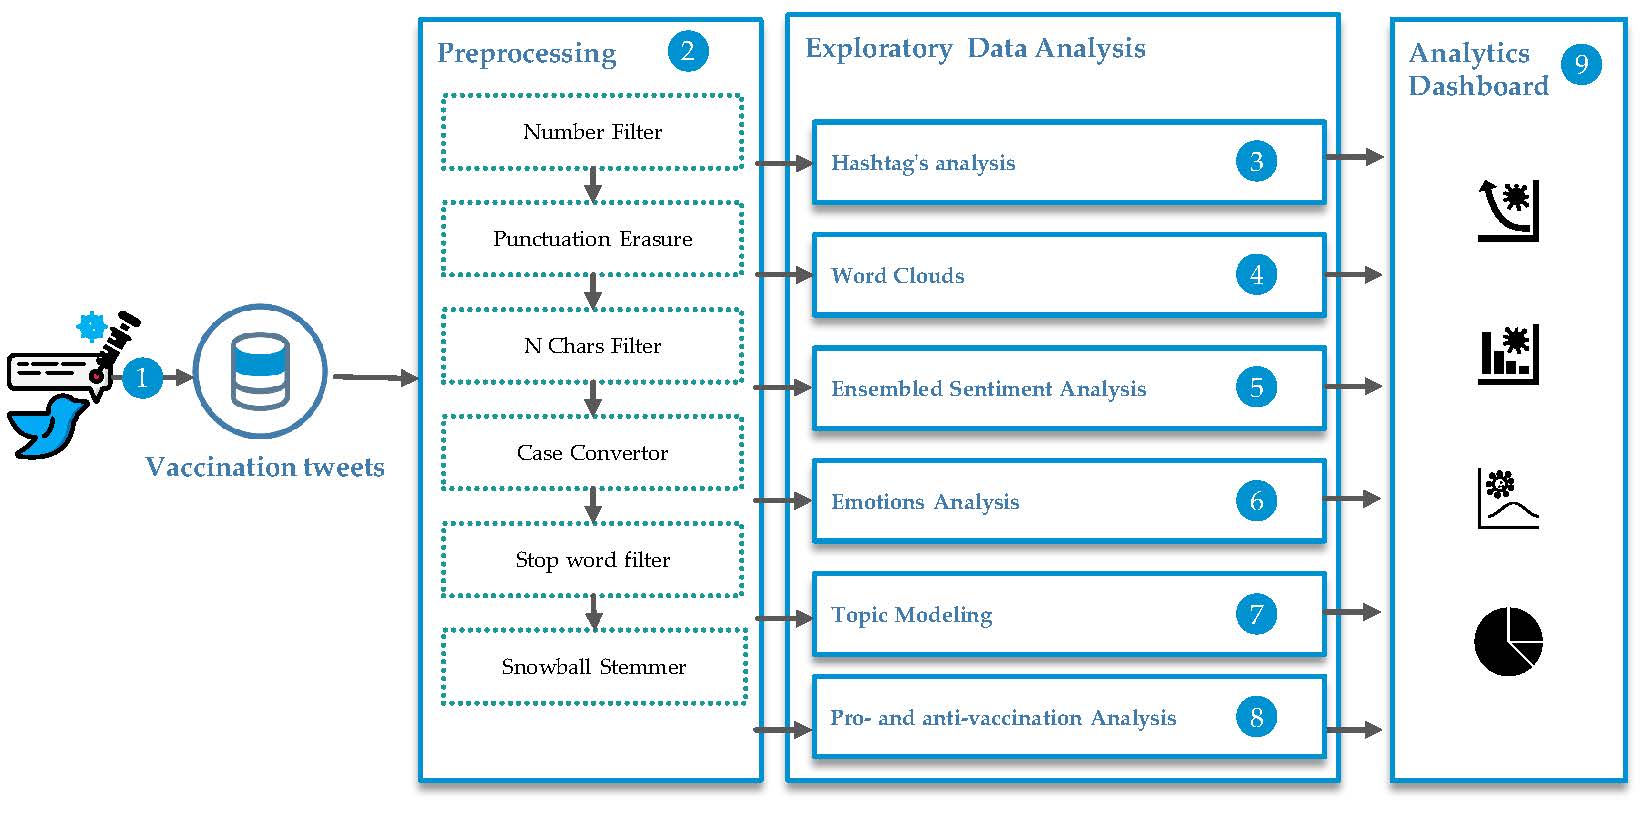 1
Vaccination tweets
Preprocessing 2
Number Filter
Punctuation Erasure
N Chars Filter
Case Convertor
Stop word filter
Snowball Stemmer
Exploratory Data Analysis
Hashtag's analysis 3
Word Clouds 4
Ensembled Sentiment Analysis 5
Emotions Analysis 6
Topic Modeling 7
Pro- and anti-vaccination Analysis 8
Analytics 9
Dashboard